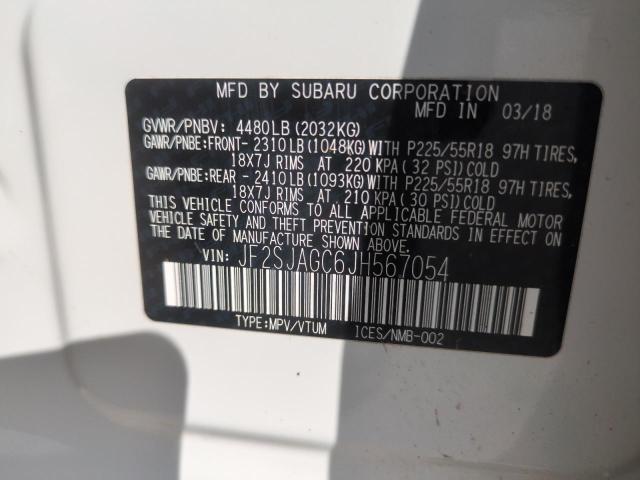 MFD BY SUBARU CORPORATION
MFD IN 03/18
GVWR/PNBV: 4480LB(2032KG)
GAWR/PNBE:FRONT- 2310LB(1048KG)WITH P225/55R18 97H TIRES,
18X7J RIMS AT 220 KPA(32 PSI)COLD
GAWR/PNBE:REAR - 2410LB(1093KG)WITH P225/55R18 97H TIRES,
18X7J RIMS AT 210 KPA(30 PSI)COLD
THIS VEHICLE CONFORMS TO ALL APPLICABLE FEDERAL MOTOR
VEHICLE SAFETY AND THEFT PREVENTION STANDARDS IN EFFECT ON
THE DATE OF MANUFACTURE SHOWN ABOVE.
VIN: JF2SJAGC6JH567054
TYPE:MPV/VTUM ICES/NMB-002